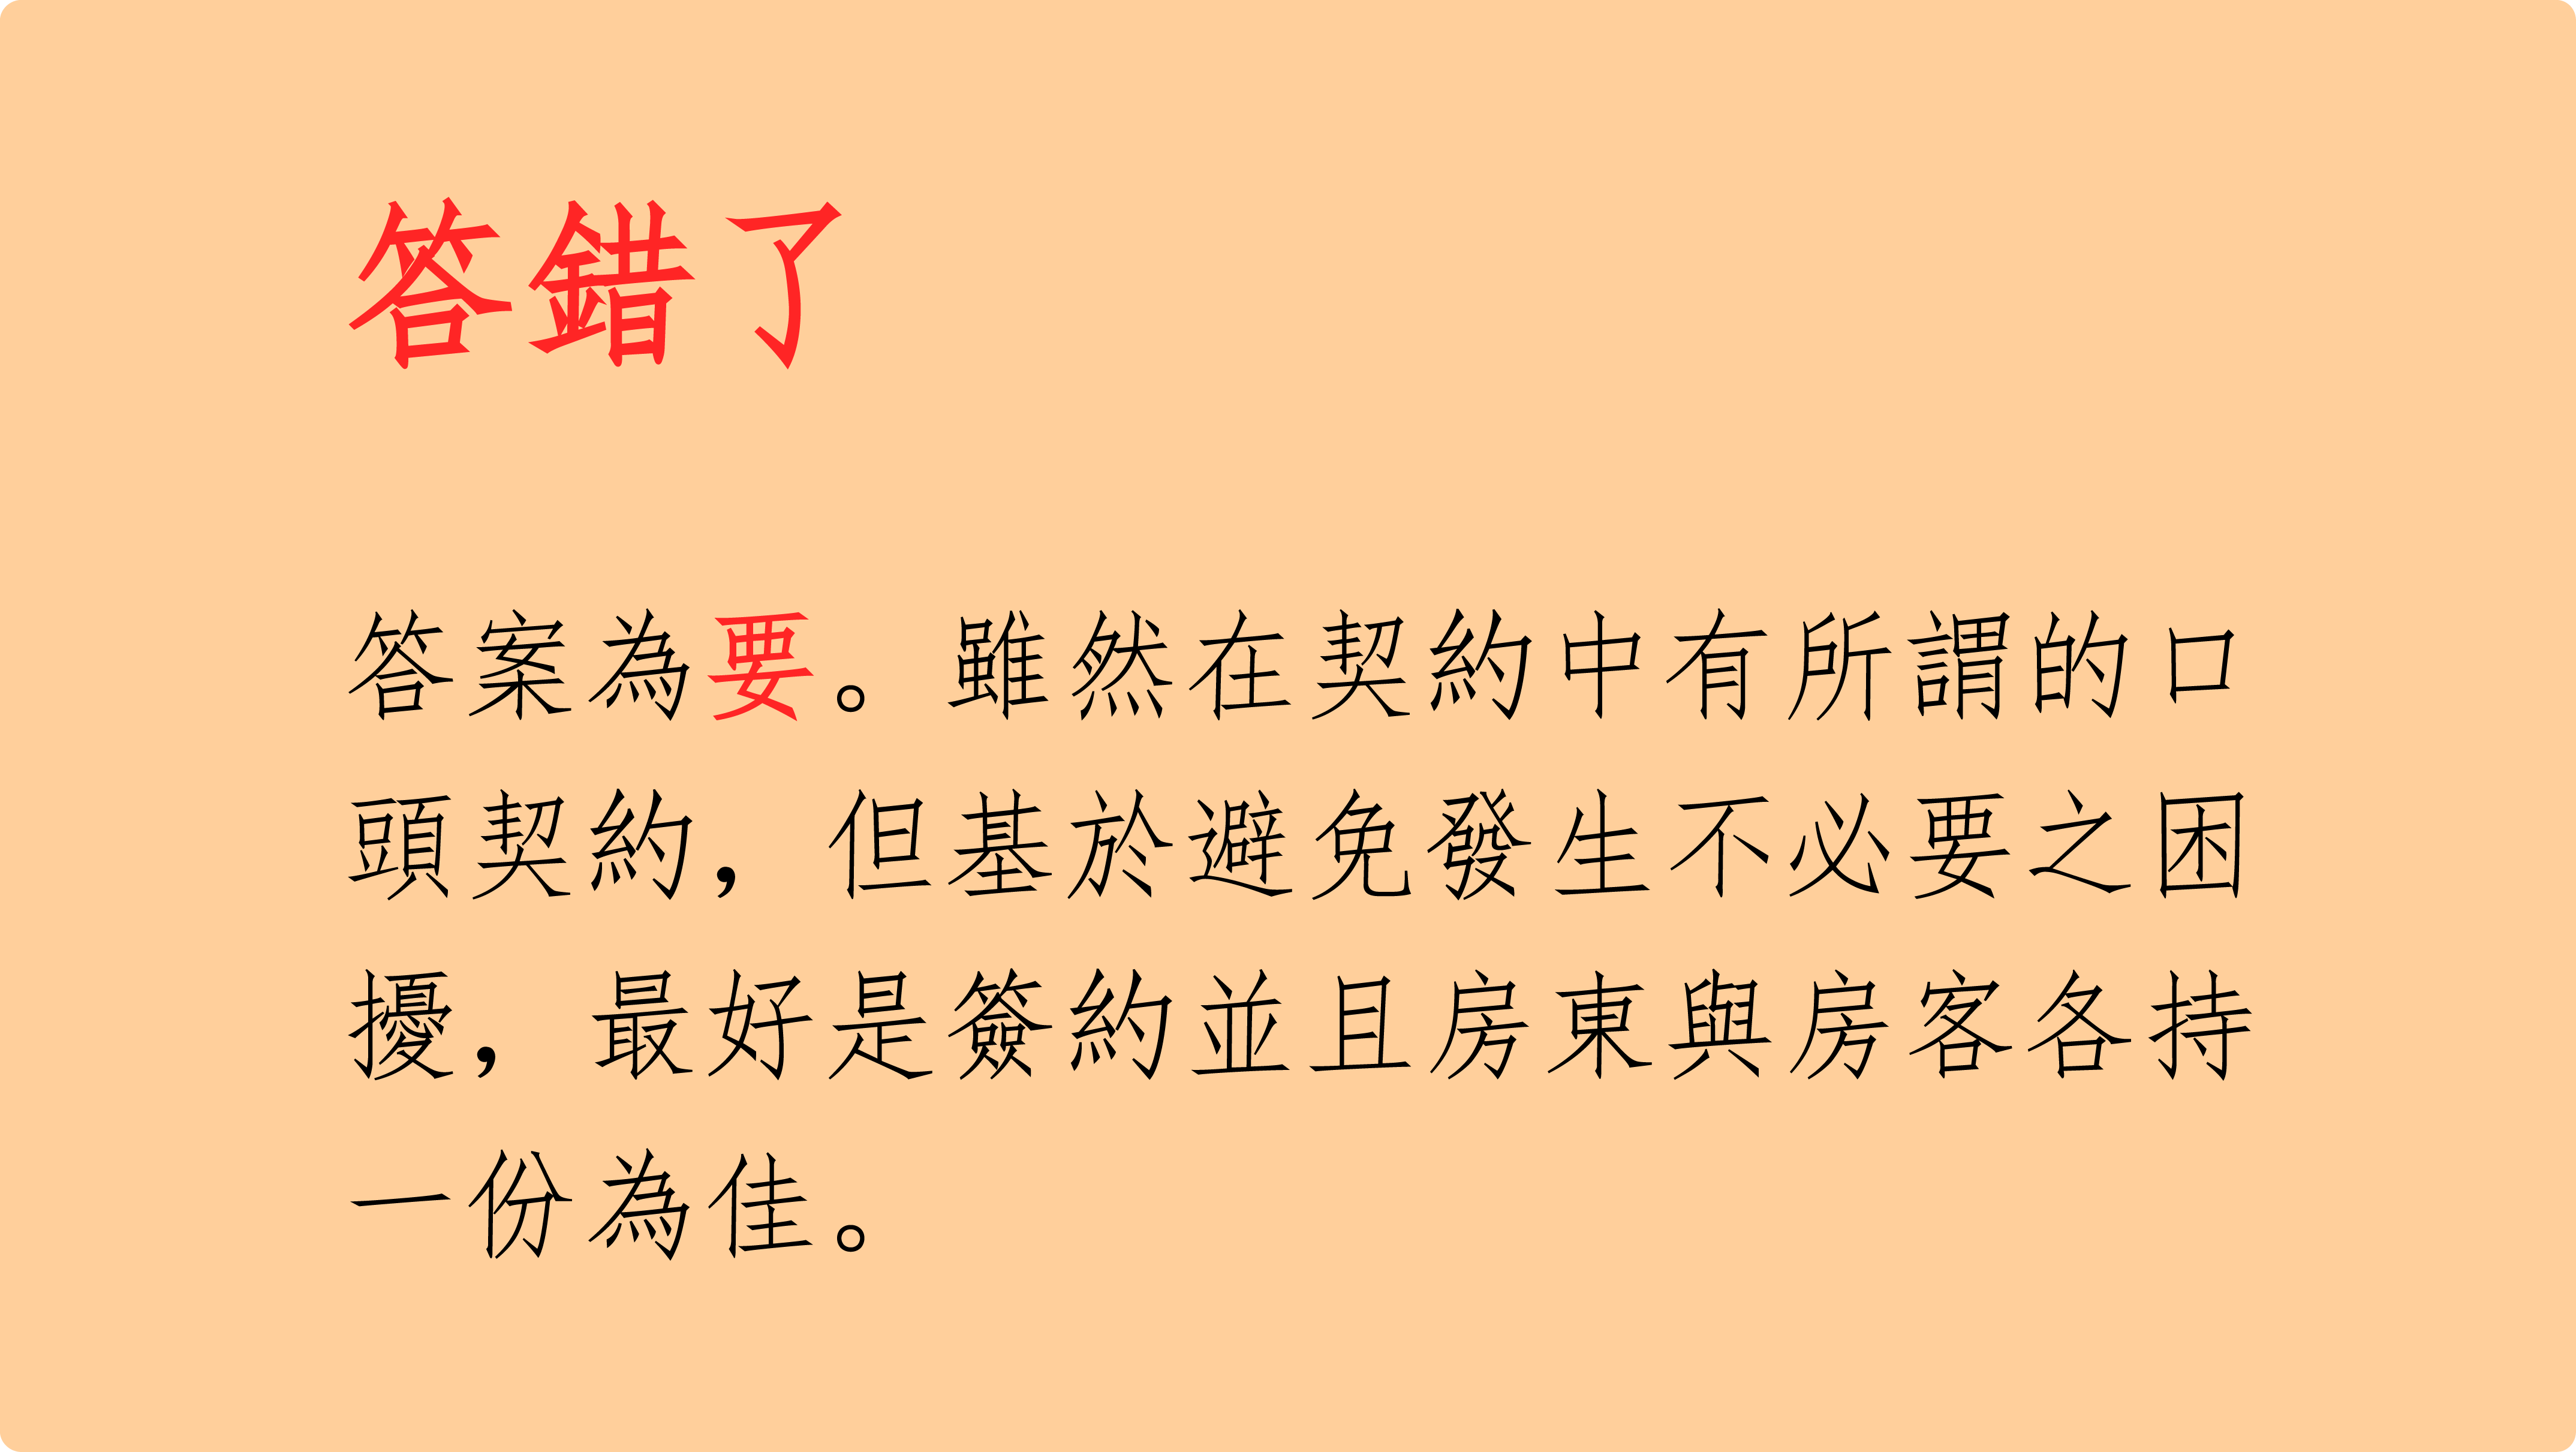 答錯了
答案為要。雖然在契約中有所謂的口
頭契約，但基於避免發生不必要之困
擾，最好是簽約並且房東與房客各持
一份為佳。